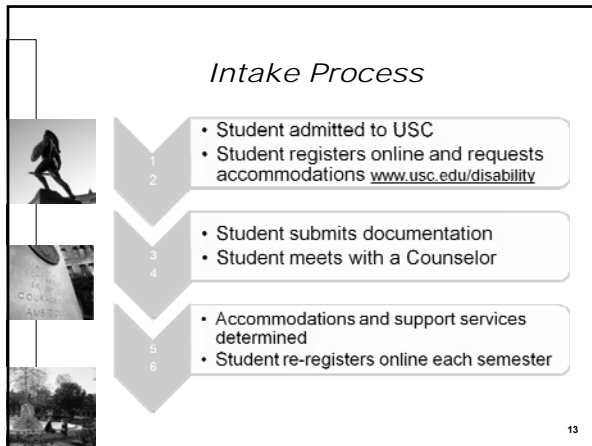 Intake Process
1
2
• Student admitted to USC
• Student registers online and requests
accommodations www.usc.edu/disability
3
4
• Student submits documentation
• Student meets with a Counselor
COURAG
AMBIT
5
6
• Accommodations and support services
determined
• Student re-registers online each semester
13